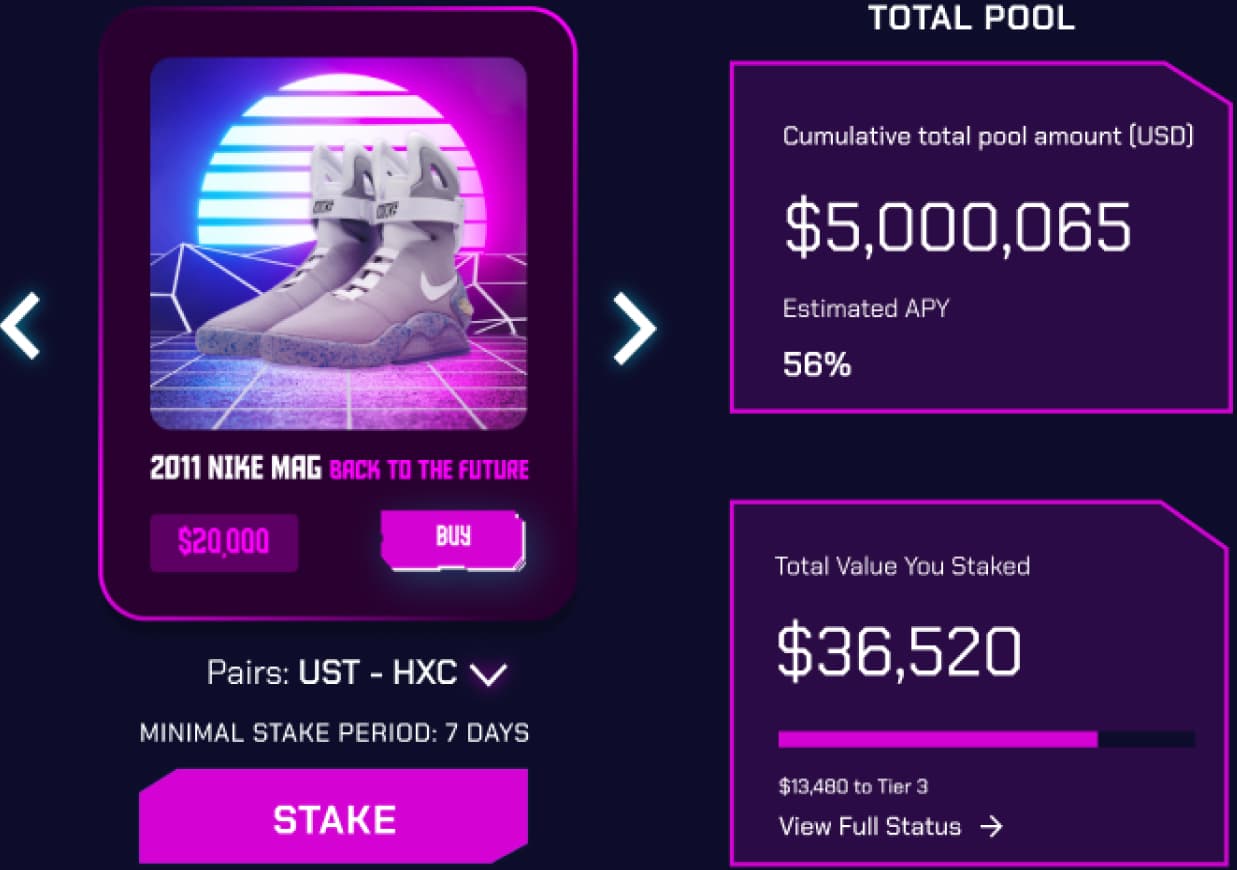 NIKE
NIKE
2011 NIKE MAG BACK TO THE FUTURE
$20,000
BUY
Pairs: UST - HXC
MINIMAL STAKE PERIOD: 7 DAYS
STAKE
TOTAL POOL
Cumulative total pool amount (USD)
$5,000,065
Estimated APY
56%
Total Value You Staked
$36,520
$13,480 to Tier 3
View Full Status →